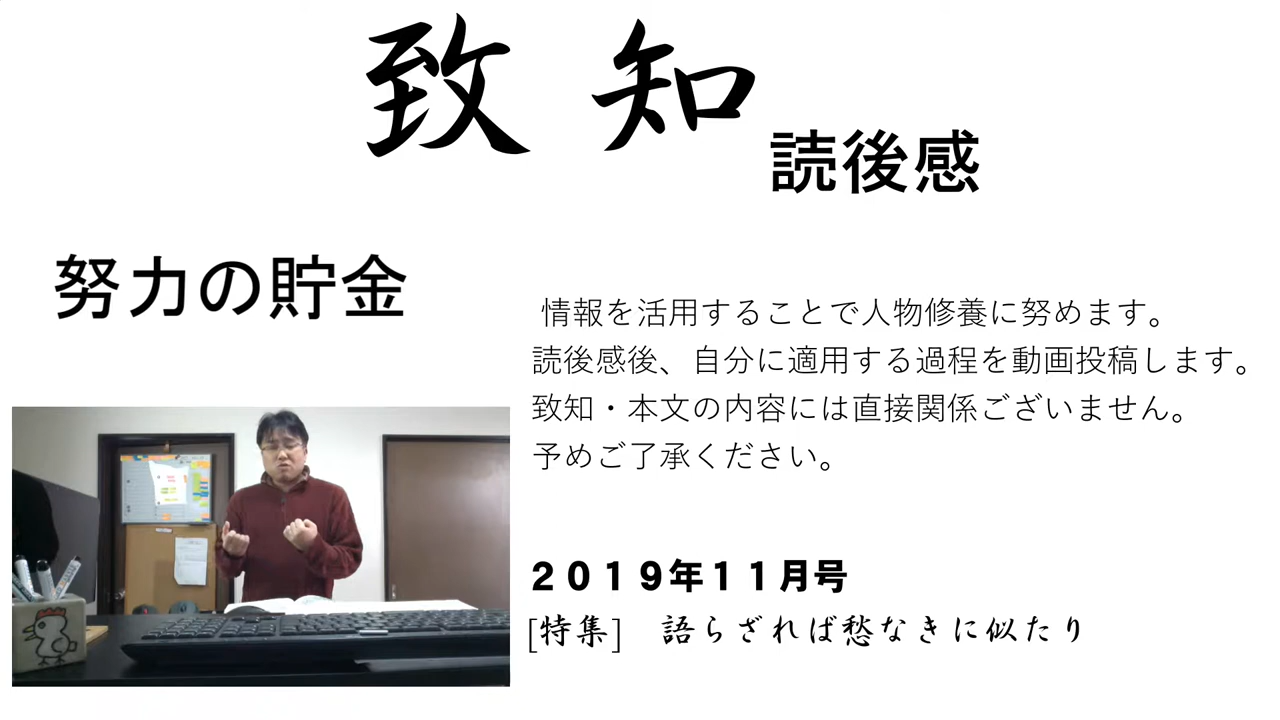 致知
読後感
努力の貯金
情報を活用することで人物修養に努めます。
読後感後、自分に適用する過程を動画投稿します。
致知・本文の内容には直接関係ございません。
予めご了承ください。
２０１９年１１月号
[特集]　語らざれば愁なきに似たり